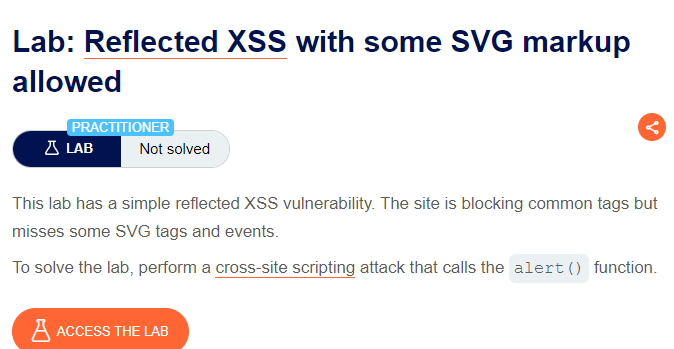 Lab: Reflected XSS with some SVG markup
allowed
PRACTITIONER
LAB
Not solved
This lab has a simple reflected XSS vulnerability. The site is blocking common tags but
misses some SVG tags and events.
To solve the lab, perform a cross-site scripting attack that calls the alert() function.
ACCESS THE LAB